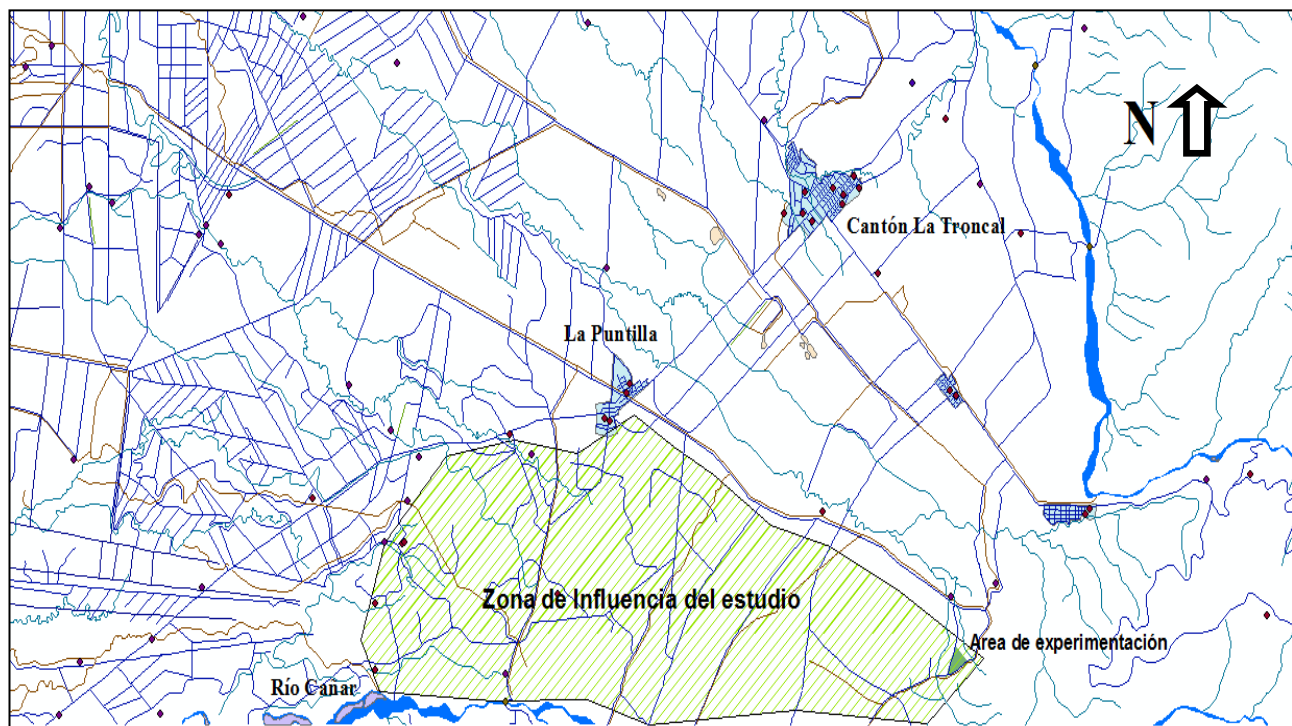 N
Cantón La Troncal
La Puntilla
Zona de Influencia del estudio
Area de experimentación
Río Cañar